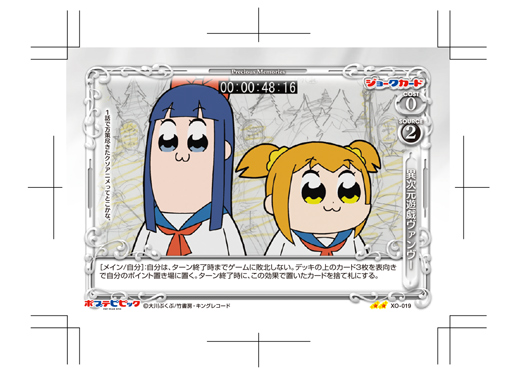 Precious Memories
00:00:48:16
ジョークカード
COST
0
SOURCE
2
1話で万策尽きたクソアニメってとこかな。
異次元遊戯ヴァンヴー
[メイン/自分]:自分は、ターン終了時までゲームに敗北しない。デッキの上のカード3枚を表向き
で自分のポイント置き場に置く。ターン終了時に、この効果で置いたカードを捨て札にする。
ポプテピピック
©大川ぶくぶ/竹書房・キングレコード
XO-019